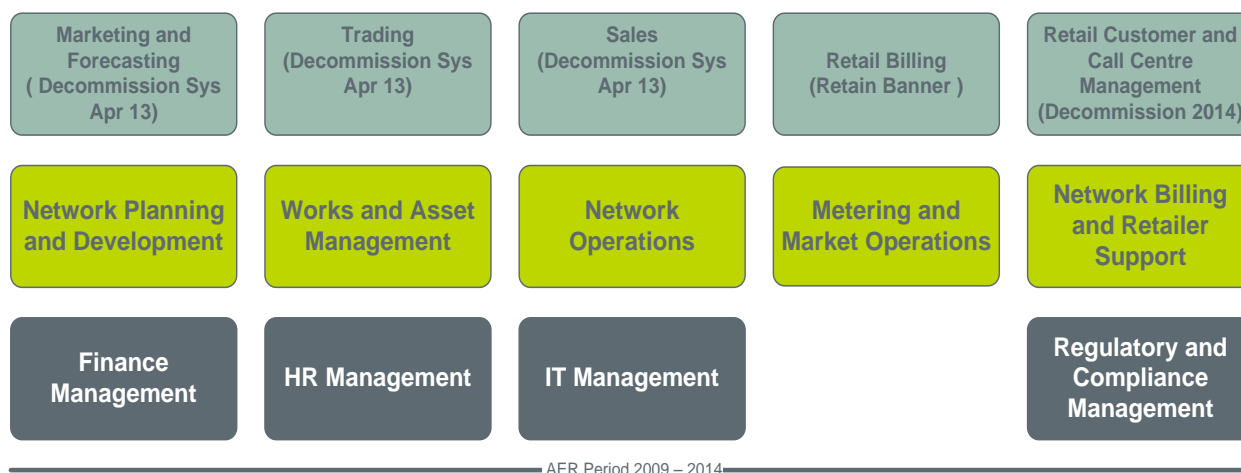 Marketing and
Forecasting
( Decommission Sys
Apr 13)
Trading
(Decommission Sys
Apr 13)
Sales
(Decommission Sys
Apr 13)
Retail Billing
(Retain Banner )
Retail Customer and
Call Centre
Management
(Decommission 2014)
Network Planning
and Development
Works and Asset
Management
Network
Operations
Metering and
Market Operations
Network Billing
and Retailer
Support
Finance
Management
HR Management
IT Management
Regulatory and
Compliance
Management
AER Period 2009 – 2014